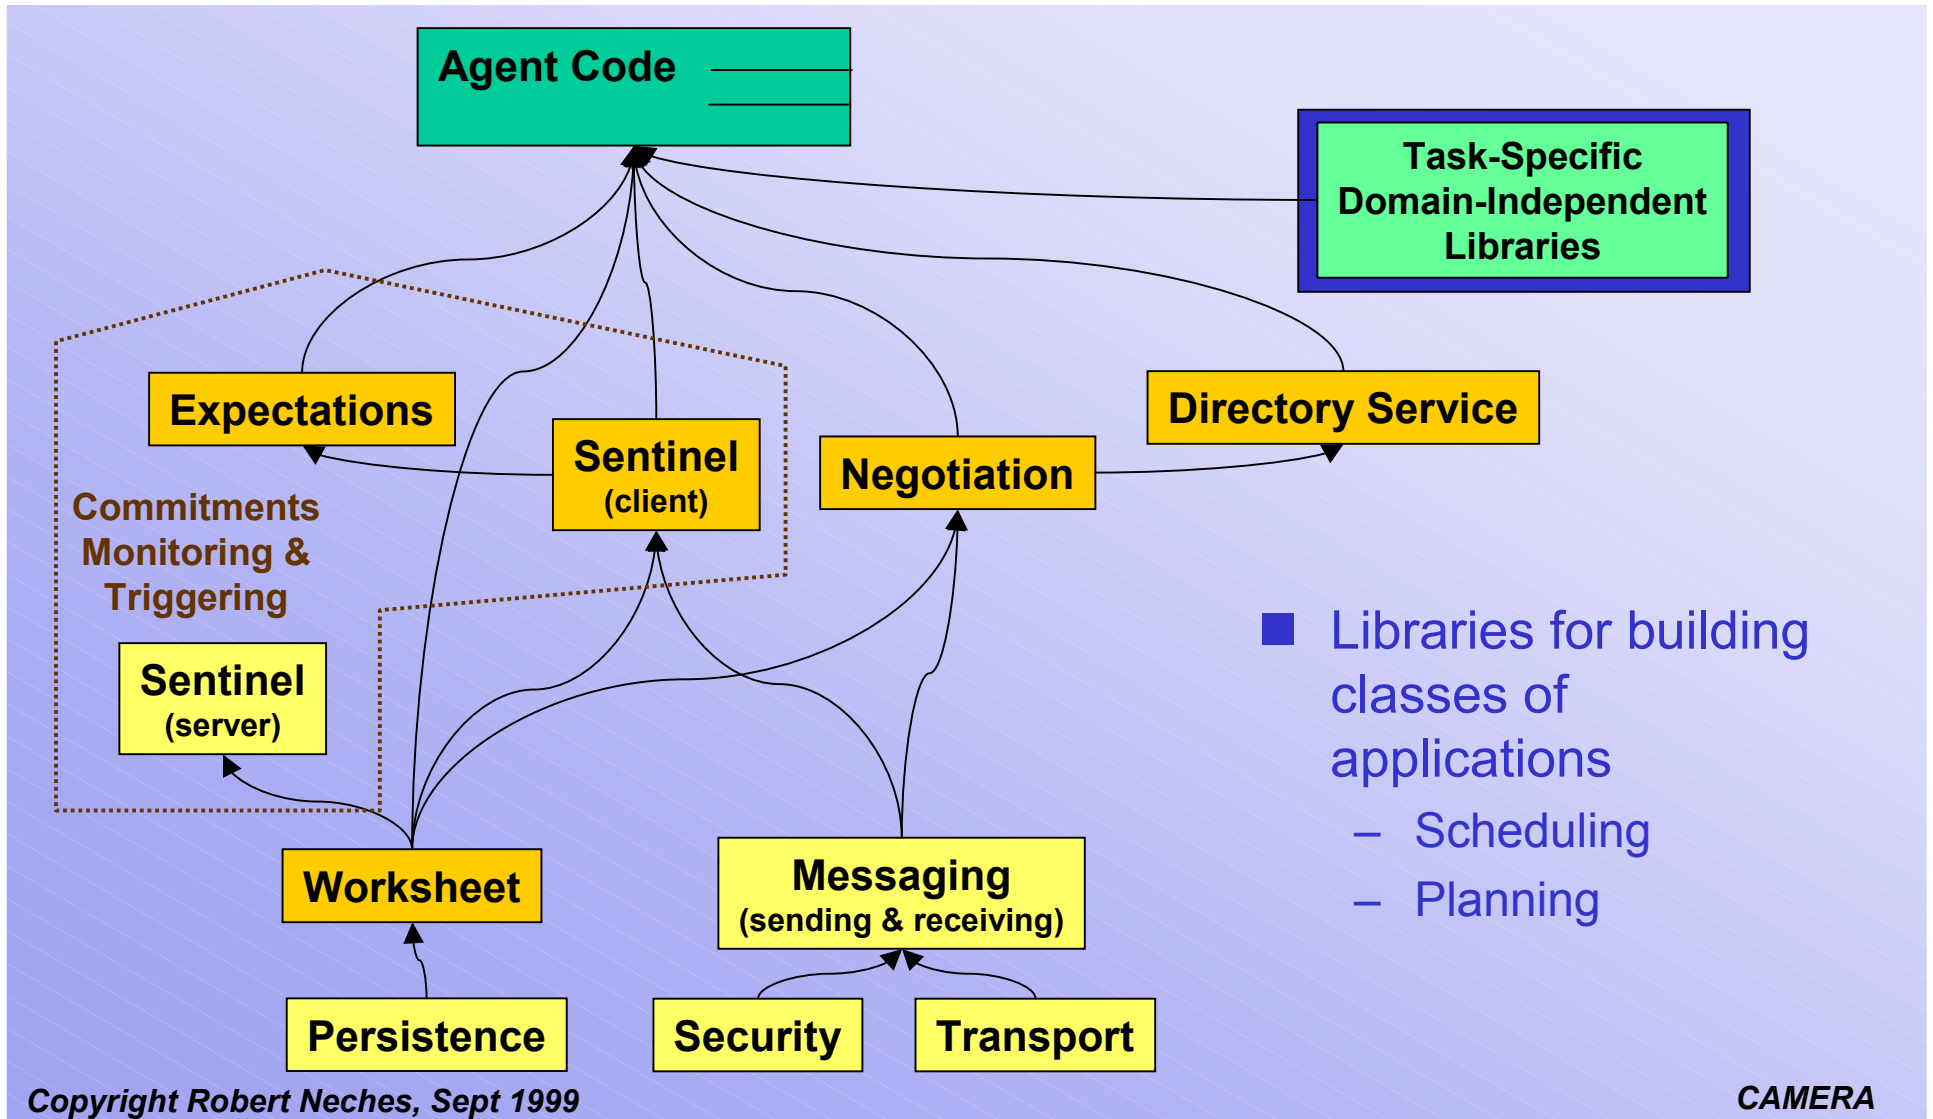 Agent Code
Task-Specific
Domain-Independent
Libraries
Expectations
Sentinel
(client)
Negotiation
Directory Service
Commitments
Monitoring &
Triggering
Sentinel
(server)
■ Libraries for building
classes of
applications
– Scheduling
– Planning
Worksheet
Messaging
(sending & receiving)
Persistence
Security
Transport
Copyright Robert Neches, Sept 1999
CAMERA